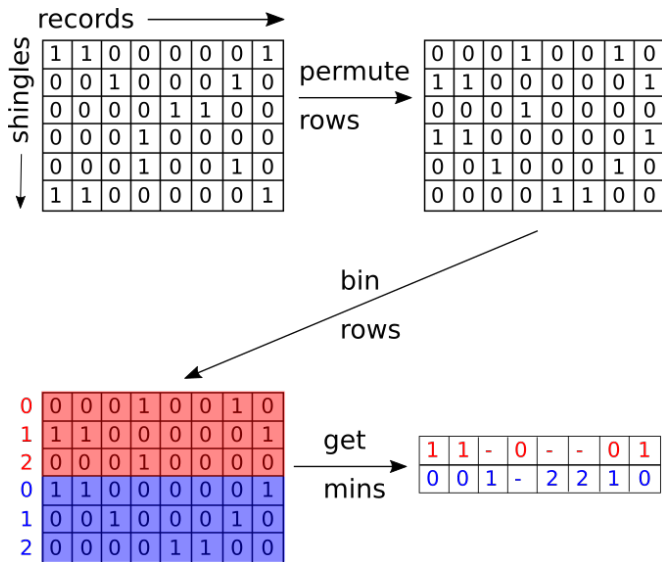 records
shingles
1 1 0 0 0 0 0 1
0 0 1 0 0 0 1 0
0 0 0 0 1 1 0 0
0 0 0 1 0 0 0 0
0 0 0 1 0 0 1 0
1 1 0 0 0 0 0 1
permute
rows
0 0 0 1 0 0 1 0
1 1 0 0 0 0 0 1
0 0 0 1 0 0 0 0
1 1 0 0 0 0 0 1
0 0 1 0 0 0 1 0
0 0 0 0 1 1 0 0
bin
rows
0 0 0 0 1 0 0 1 0
1 1 1 0 0 0 0 0 1
2 0 0 0 1 0 0 0 0
0 1 1 0 0 0 0 0 1
1 0 0 1 0 0 0 1 0
2 0 0 0 0 1 1 0 0
get
mins
1 1 - 0 - - 0 1
0 0 1 - 2 2 1 0